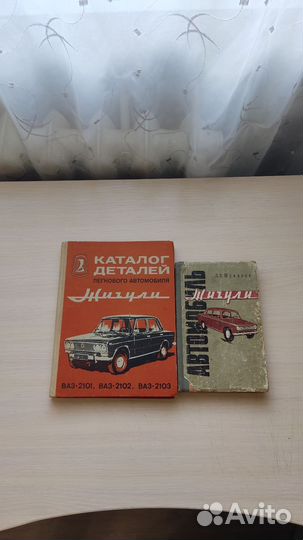 КАТАЛОГ
ДЕТАЛЕЙ
ЛЕГКОВОГО АВТОМОБИЛЯ
Жигули
ВАЗ-2101, ВАЗ-2102, ВАЗ-2103
АВТОМОБИЛЬ
Жигули
Avito